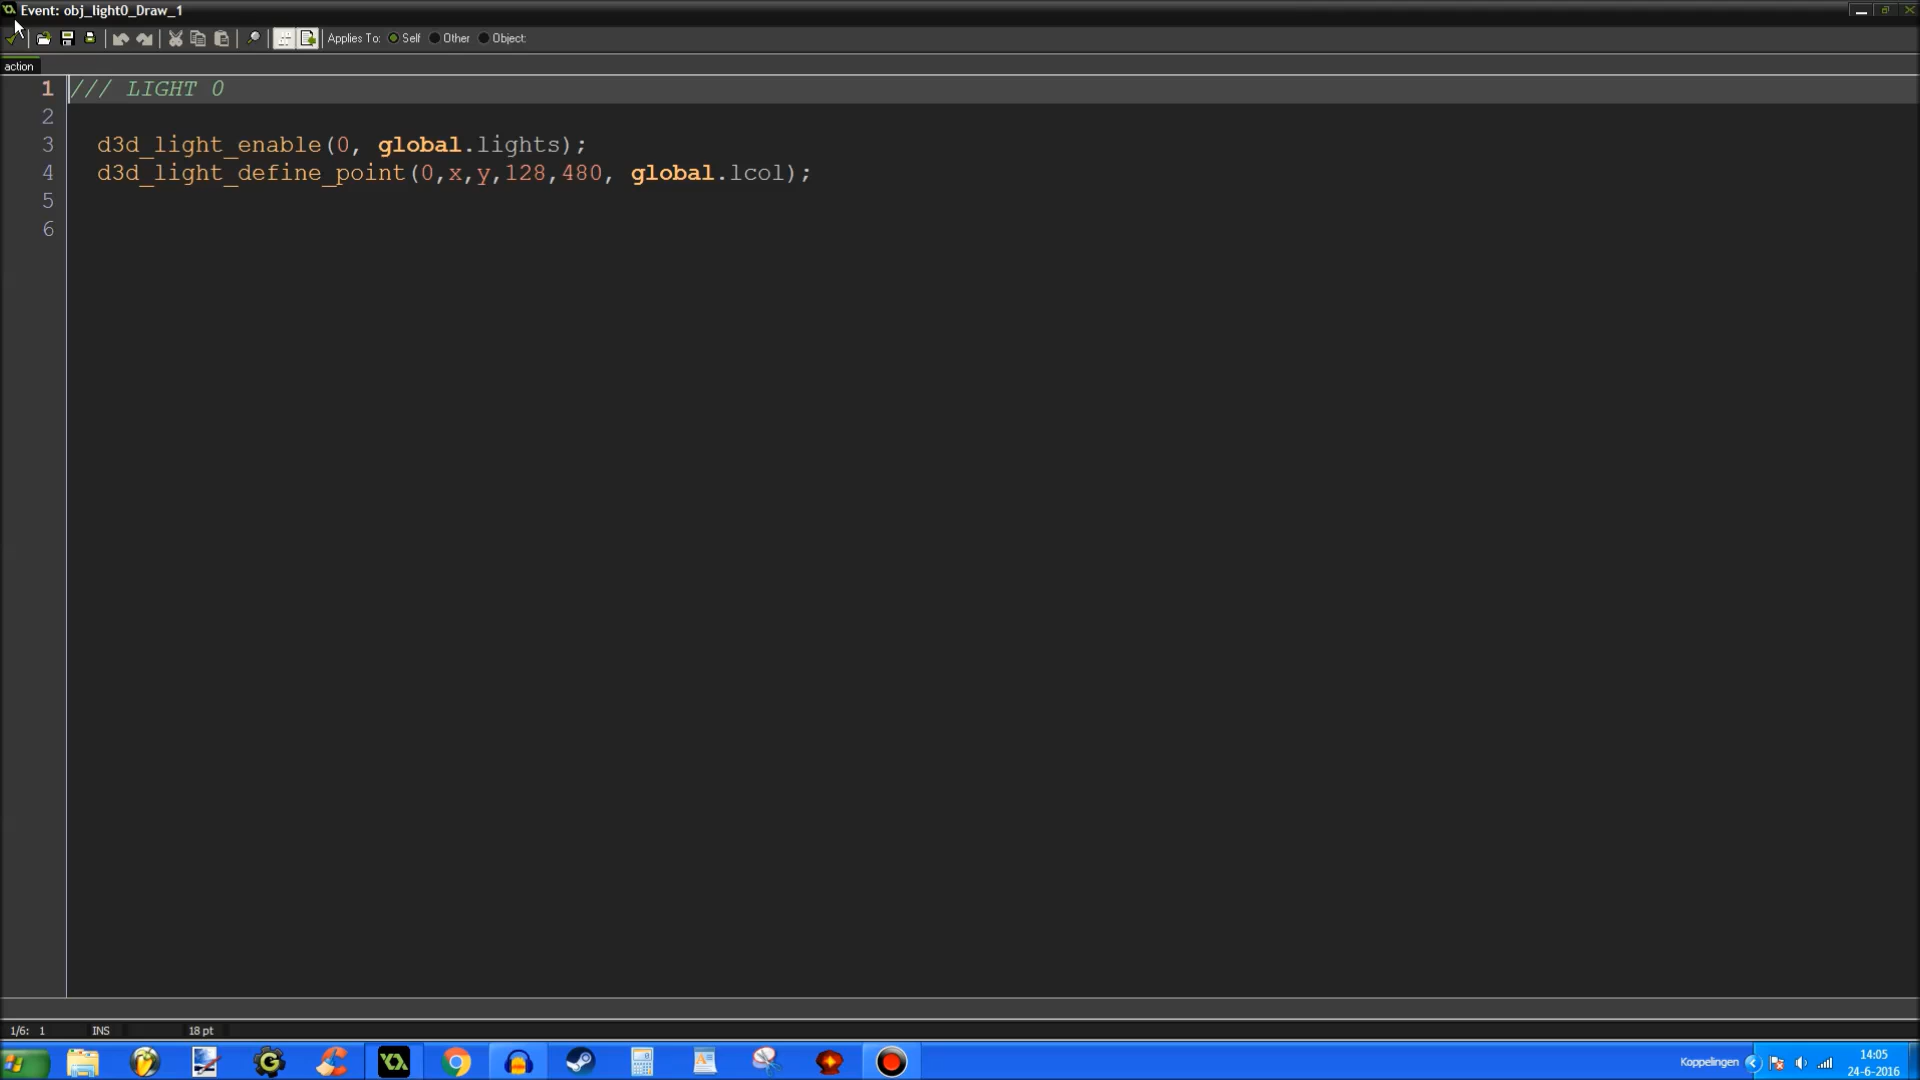 Event: obj_light0_Draw_1
Applies To: Self Other Object:
action
1 /// LIGHT 0
2
3 d3d_light_enable(0, global.lights);
4 d3d_light_define_point(0,x,y,128,480, global.lcol);
5
6
1/6: 1 INS 18 pt
Koppelingen
14:05
24-6-2016